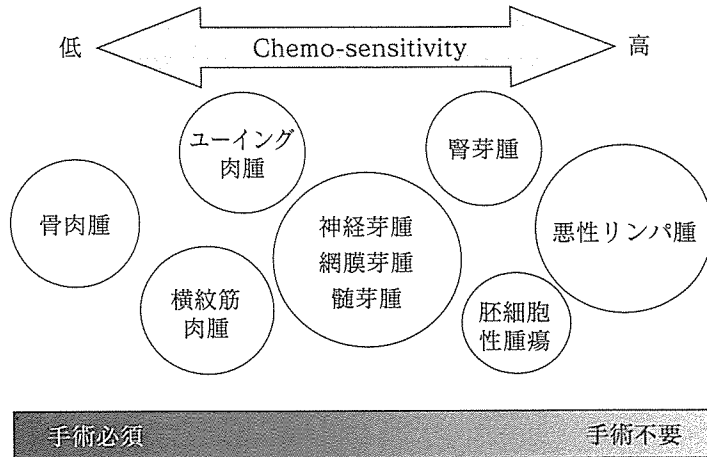 低
Chemo-sensitivity
高
ユーイング
肉腫
腎芽腫
骨肉腫
神経芽腫
網膜芽腫
髄芽腫
悪性リンパ腫
横紋筋
肉腫
胚細胞
性腫瘍
手術必須
手術不要